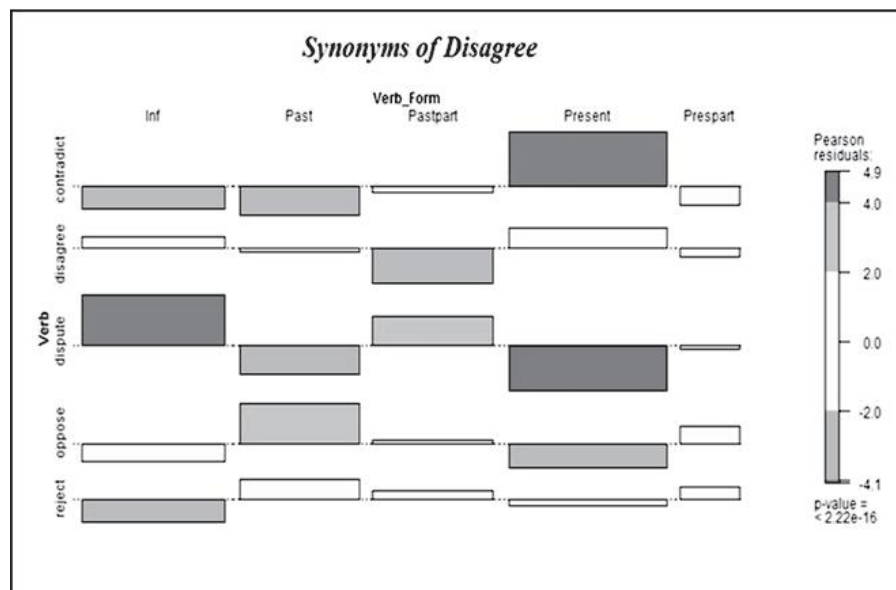 Synonyms of Disagree
Verb_Form
Inf Past Pastpart Present Prespart
Verb
contradict
disagree
dispute
oppose
reject
Pearson
residuals:
4.9
4.0
2.0
0.0
-2.0
-4.1
p-value =
< 2.22e-16